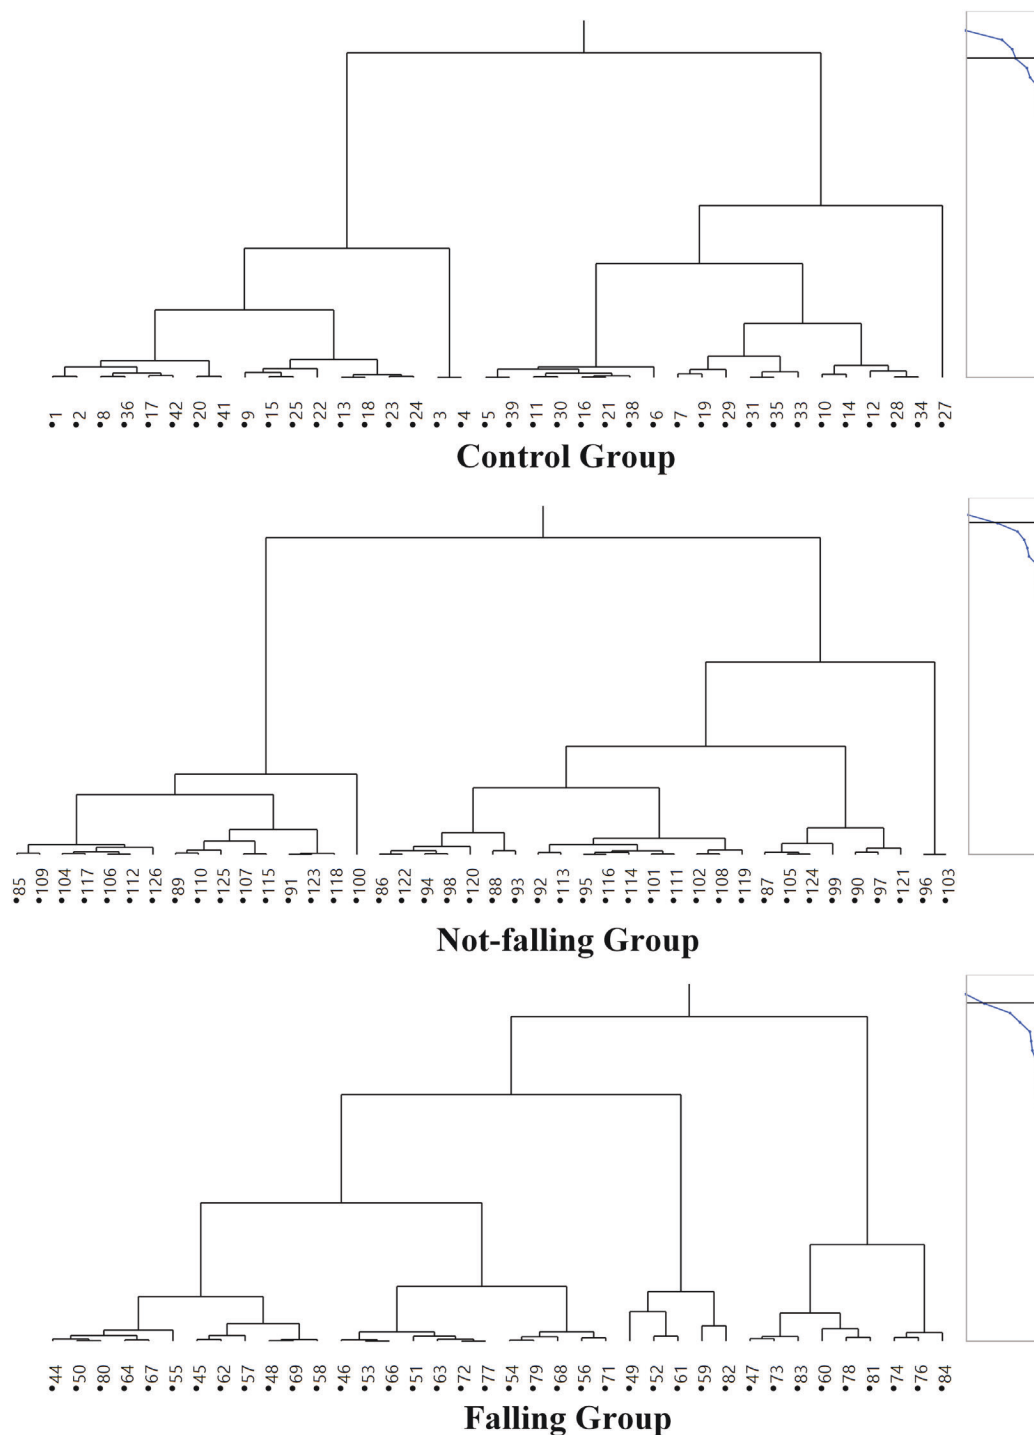 •1 •2 •8 •36 •17 •42 •20 •41 •9 •15 •25 •22 •13 •18 •23 •24 •3 •4 •5 •39 •11 •30 •16 •21 •38 •6 •7 •19 •29 •31 •35 •33 •10 •14 •12 •28 •34 •27
Control Group
•85 •109 •104 •117 •106 •112 •126 •89 •110 •125 •107 •115 •91 •123 •118 •100 •86 •122 •94 •98 •120 •88 •93 •92 •113 •95 •116 •114 •101 •111 •102 •108 •119 •87 •105 •124 •99 •90 •97 •121 •96 •103
Not-falling Group
•44 •50 •80 •64 •67 •55 •45 •62 •57 •48 •69 •58 •46 •53 •66 •51 •63 •72 •77 •54 •79 •68 •56 •71 •49 •52 •61 •59 •82 •47 •73 •83 •60 •78 •81 •74 •76 •84
Falling Group